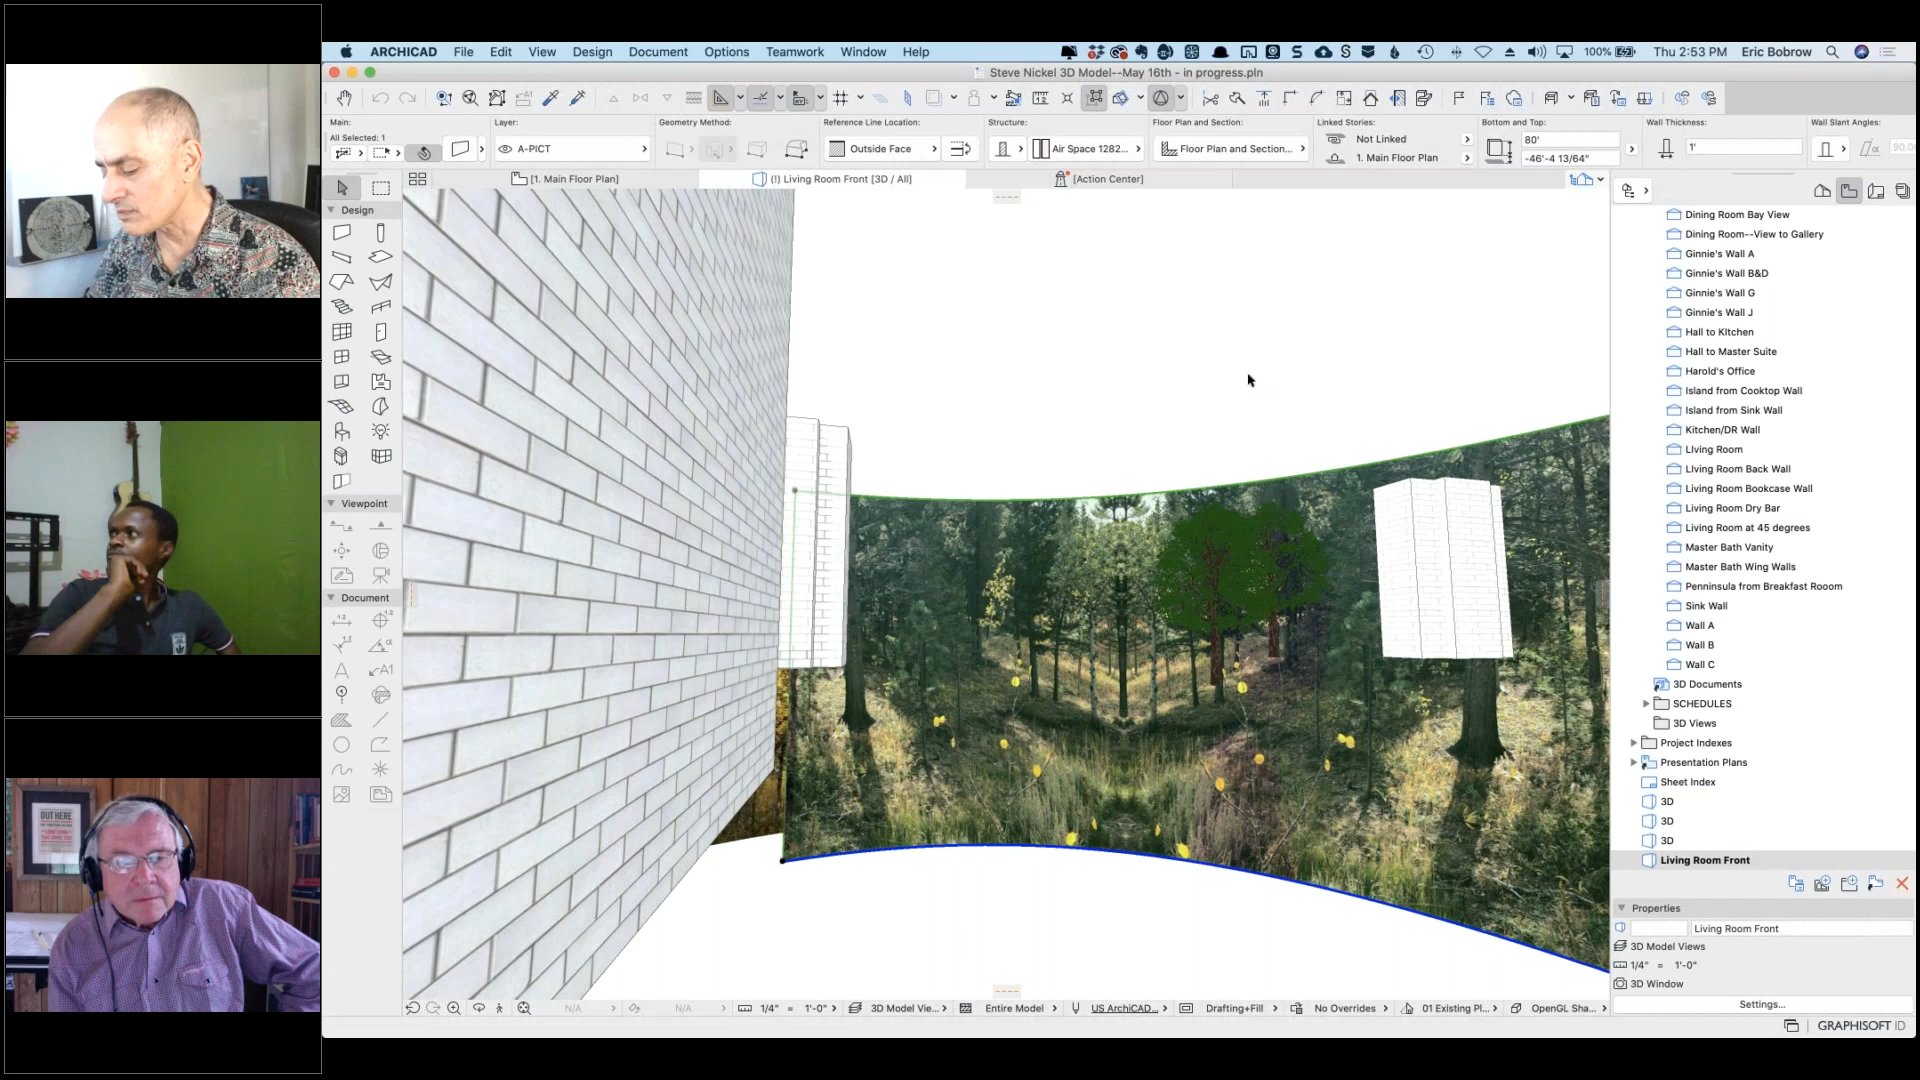 ARCHICAD File Edit View Design Document Options Teamwork Window Help
100% Thu 2:53 PM Eric Bobrow
Steve Nickel 3D Model--May 16th - in progress.pln
Main: Layer: Geometry Method: Reference Line Location: Structure: Floor Plan and Section: Linked Stories: Bottom and Top: Wall Thickness: Wall Slant Angles:
All Selected: 1
A-PICT
Outside Face
Air Space 1282...
Floor Plan and Section...
Not Linked
1. Main Floor Plan
80'
-46'-4 13/64"
1'
90.0
[1. Main Floor Plan]
(!) Living Room Front [3D / All]
[Action Center]
Design
Viewpoint
Document
Dining Room Bay View
Dining Room--View to Gallery
Ginnie's Wall A
Ginnie's Wall B&D
Ginnie's Wall G
Ginnie's Wall J
Hall to KItchen
Hall to Master Suite
Harold's Office
Island from Cooktop Wall
Island from Sink Wall
Kitchen/DR Wall
LIving Room
Living Room Back Wall
Living Room Bookcase Wall
Living Room Dry Bar
Living Room at 45 degrees
Master Bath Vanity
Master Bath Wing Walls
Penninsula from Breakfast Rooom
Sink Wall
Wall A
Wall B
Wall C
3D Documents
SCHEDULES
3D Views
Project Indexes
Presentation Plans
Sheet Index
3D
3D
3D
Living Room Front
Properties
Living Room Front
3D Model Views
1/4" = 1'-0"
3D Window
Settings...
N/A N/A 1/4" = 1'-0" 3D Model Vie... Entire Model US ArchiCAD... Drafting+Fill No Overrides 01 Existing Pl... OpenGL Sha...
GRAPHISOFT ID
OUT HERE